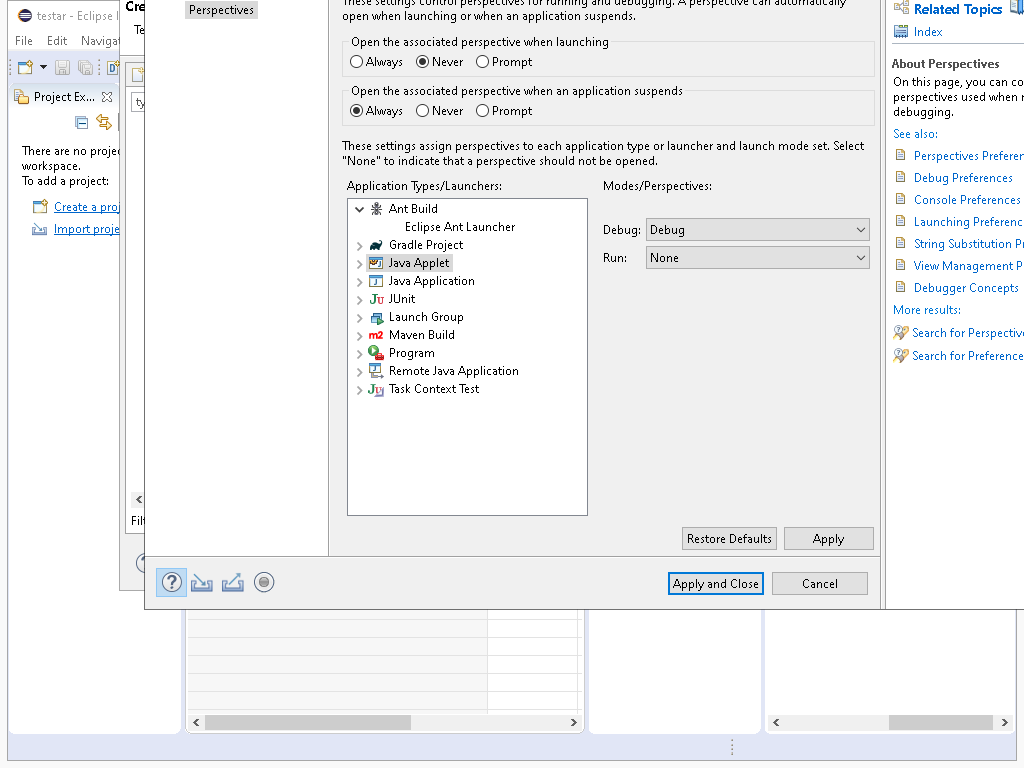 testar - Eclipse I
File Edit Naviga
Project Ex...
There are no proje
workspace.
To add a project:
Create a proj
Import proje
Cre
Te
ty
Filt
Perspectives
These settings control perspectives for running and debugging. A perspective can automatically
open when launching or when an application suspends.
Open the associated perspective when launching
Always Never Prompt
Open the associated perspective when an application suspends
Always Never Prompt
These settings assign perspectives to each application type or launcher and launch mode set. Select
"None" to indicate that a perspective should not be opened.
Application Types/Launchers:
Ant Build
Eclipse Ant Launcher
Gradle Project
Java Applet
Java Application
JUnit
Launch Group
Maven Build
Program
Remote Java Application
Task Context Test
Modes/Perspectives:
Debug: Debug
Run: None
Restore Defaults Apply
Apply and Close Cancel
Related Topics
Index
About Perspectives
On this page, you can co
perspectives used when r
debugging.
See also:
Perspectives Preferen
Debug Preferences
Console Preferences
Launching Preferenc
String Substitution Pr
View Management P
Debugger Concepts
More results:
Search for Perspective
Search for Preference